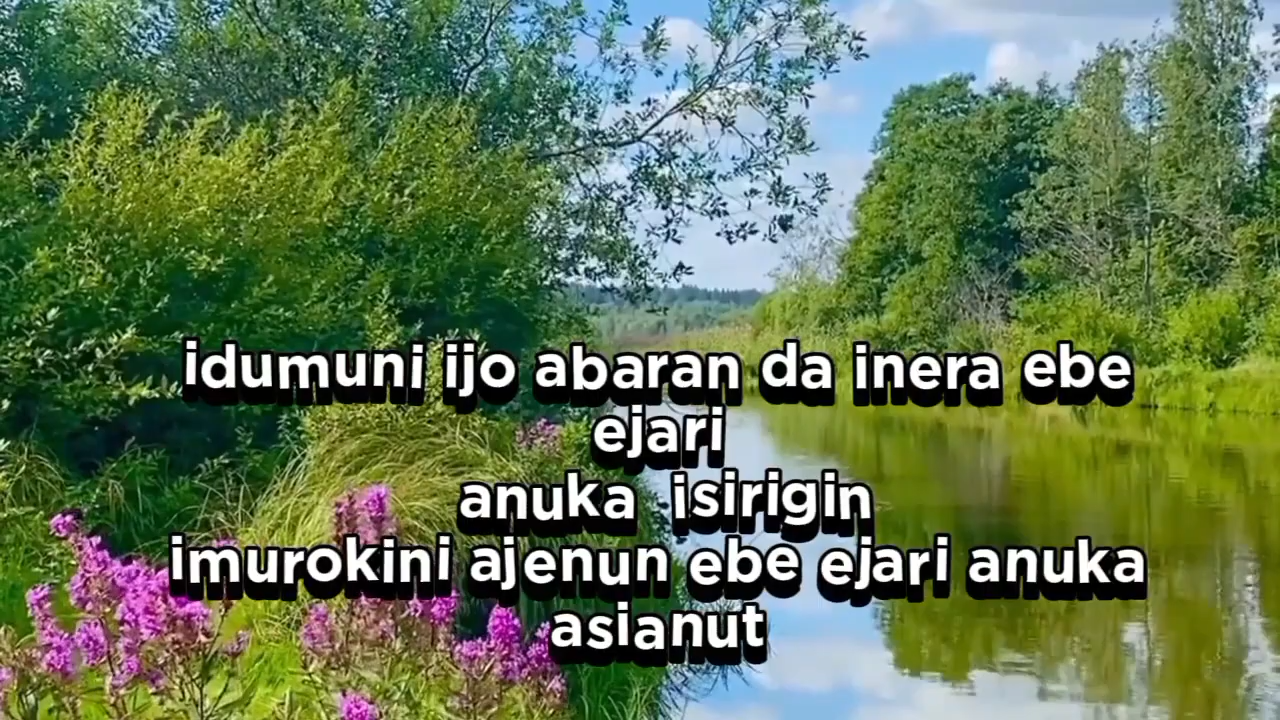 idumuni ijo abaran da inera ebe
ejari
anuka isirigin
imurokini ajenun ebe ejari anuka
asianut